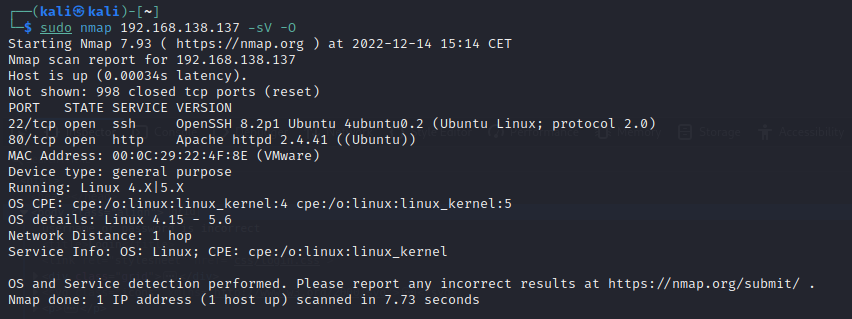 ┌──(kali㉿kali)-[~]
└─$ sudo nmap 192.168.138.137 -sV -O
Starting Nmap 7.93 ( https://nmap.org ) at 2022-12-14 15:14 CET
Nmap scan report for 192.168.138.137
Host is up (0.00034s latency).
Not shown: 998 closed tcp ports (reset)
PORT   STATE SERVICE VERSION
22/tcp open  ssh     OpenSSH 8.2p1 Ubuntu 4ubuntu0.2 (Ubuntu Linux; protocol 2.0)
80/tcp open  http    Apache httpd 2.4.41 ((Ubuntu))
Storage
Accessibility
MAC Address: 00:0C:29:22:4F:8E (VMware)
Device type: general purpose
Running: Linux 4.X|5.X
OS CPE: cpe:/o:linux:linux_kernel:4 cpe:/o:linux:linux_kernel:5
OS details: Linux 4.15 - 5.6
Network Distance: 1 hop
Service Info: OS: Linux; CPE: cpe:/o:linux:linux_kernel
OS and Service detection performed. Please report any incorrect results at https://nmap.org/submit/ .
Nmap done: 1 IP address (1 host up) scanned in 7.73 seconds